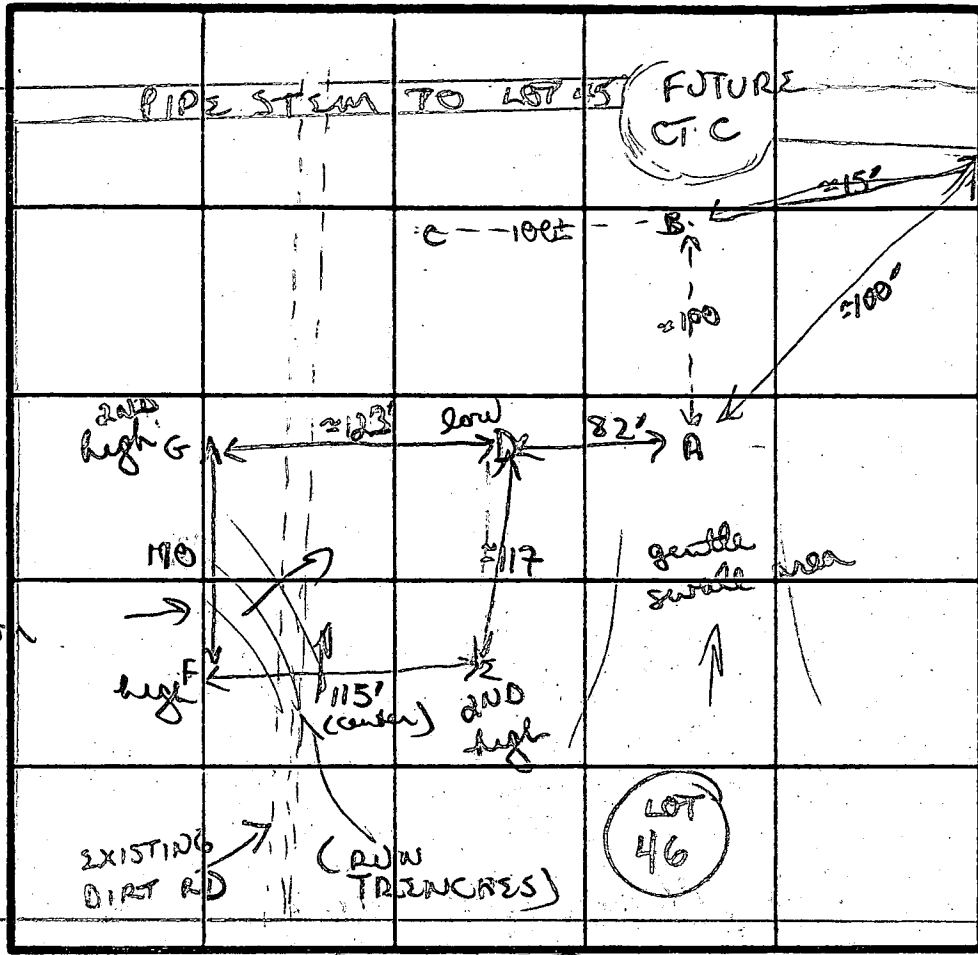 PIPE STEM TO LOT 45
FUTURE
CT. C
≈15'
C 100± B
≈100
≈100'
2ND
high G
≈123'
low
D
82'
A
≈117
gentle
swale area
high F
115'
(center)
E
2ND
high
EXISTING
DIRT RD
(RUN
TRENCHES)
LOT
46